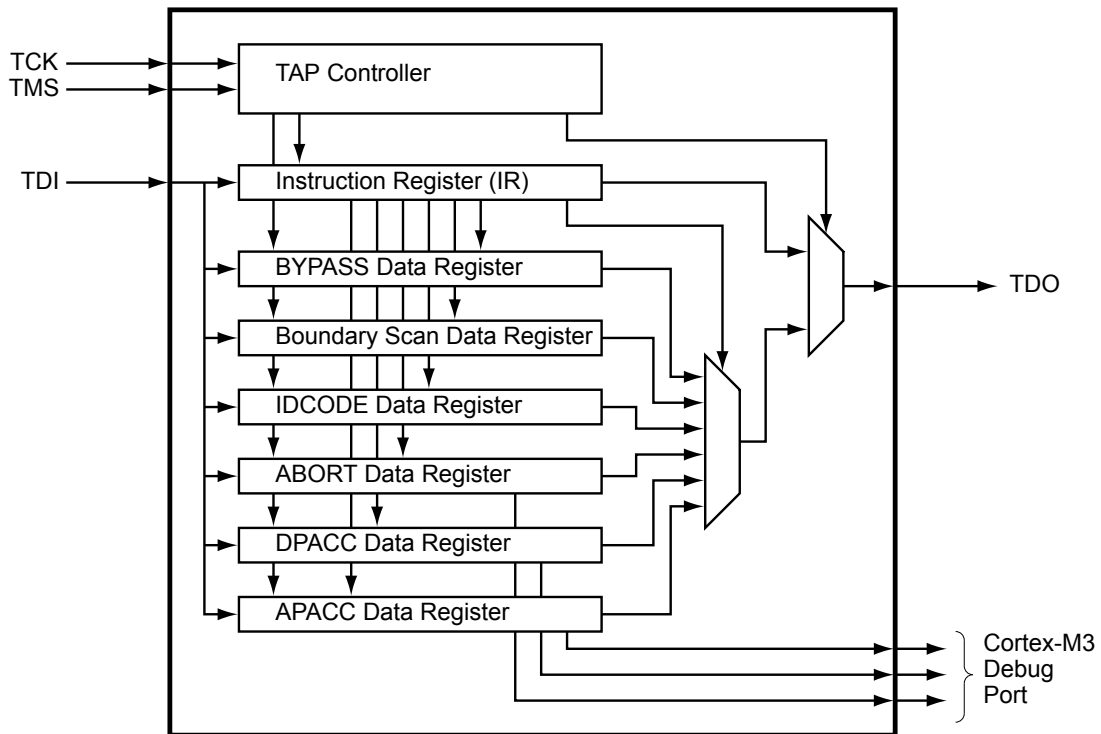 TCK
TMS
TAP Controller
TDI
Instruction Register (IR)
BYPASS Data Register
TDO
Boundary Scan Data Register
IDCODE Data Register
ABORT Data Register
DPACC Data Register
APACC Data Register
Cortex-M3
Debug
Port